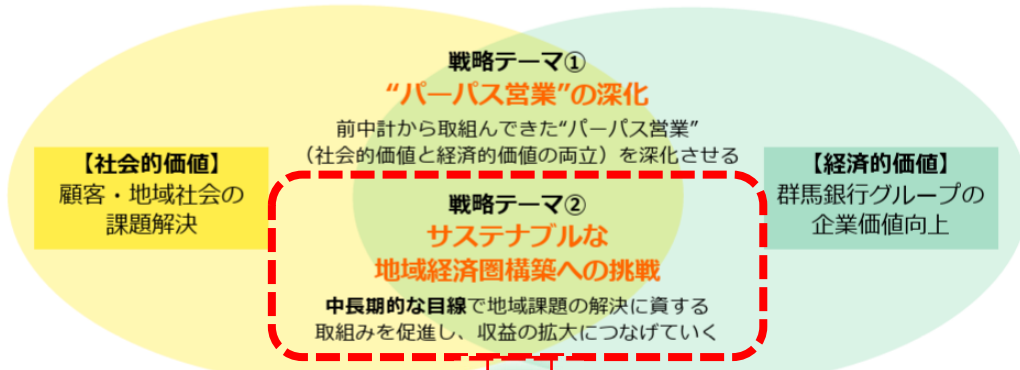 戦略テーマ①
“パーパス営業”の深化
前中計から取組んできた“パーパス営業”
（社会的価値と経済的価値の両立）を深化させる
【社会的価値】
顧客・地域社会の
課題解決
【経済的価値】
群馬銀行グループの
企業価値向上
戦略テーマ②
サステナブルな
地域経済圏構築への挑戦
中長期的な目線で地域課題の解決に資する
取組みを促進し、収益の拡大につなげていく